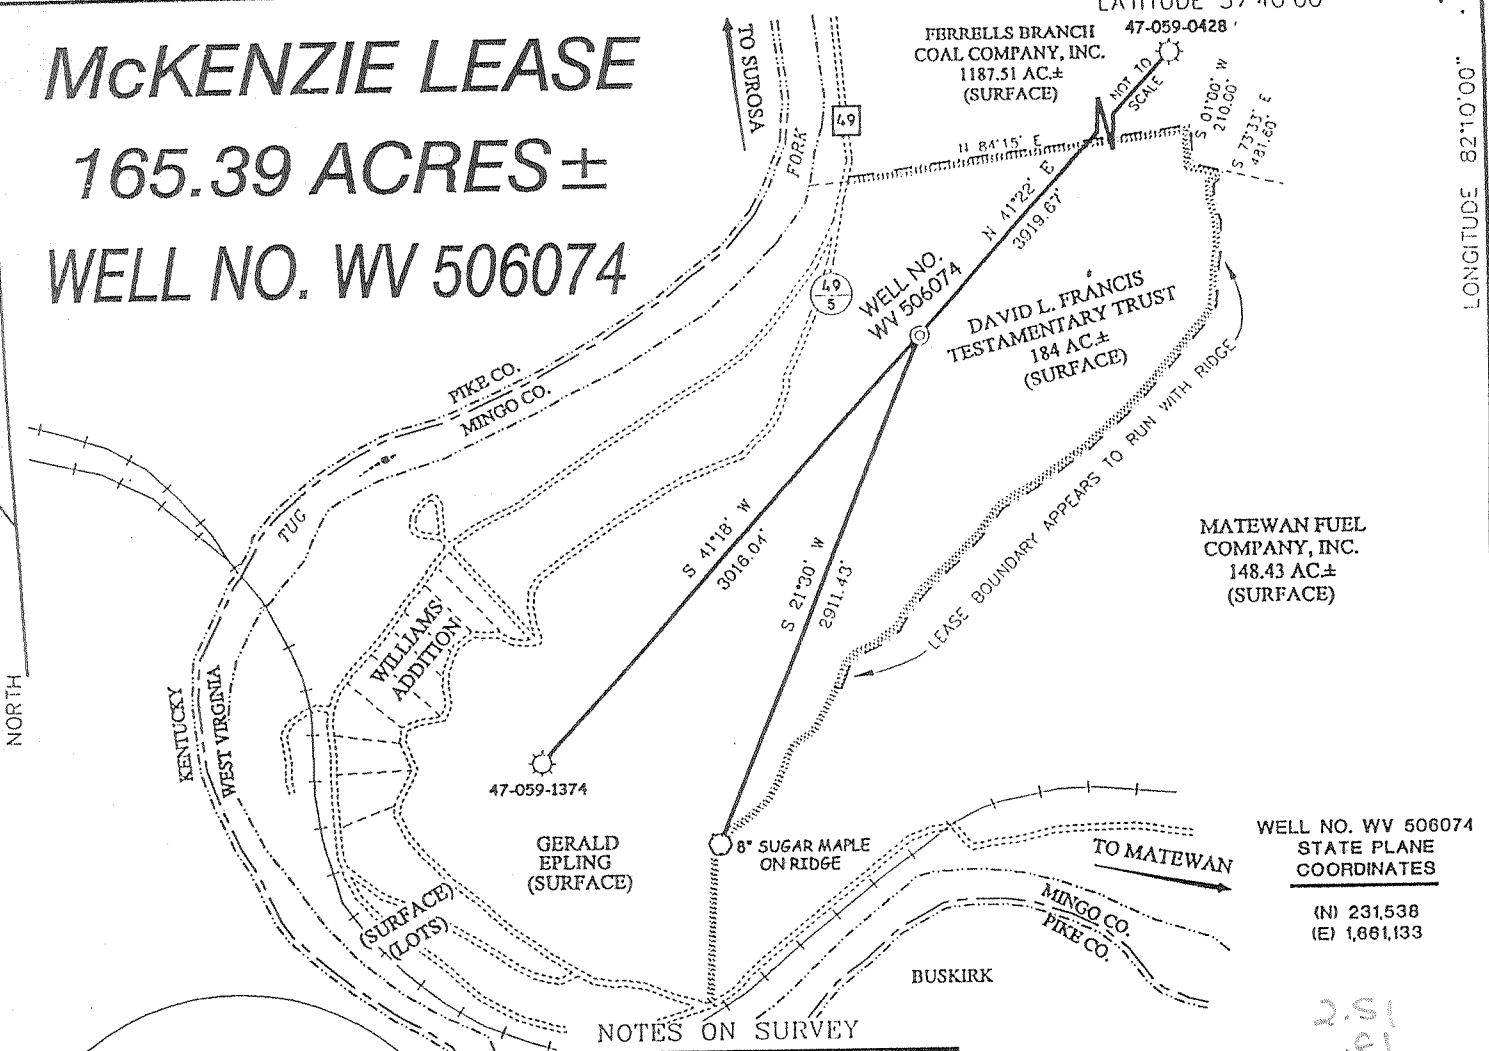 McKENZIE LEASE
165.39 ACRES±
WELL NO. WV 506074
TO SUROSA
FORK
49
FERRELLS BRANCH
COAL COMPANY, INC.
1187.51 AC.±
(SURFACE)
47-059-0428
NOT TO
SCALE
S 01°00' W
210.00'
S 73°33' E
481.60'
N 84°15' E
LONGITUDE 82°10'00"
N 41°22' E
3919.67'
49
5
WELL NO.
WV 506074
DAVID L. FRANCIS
TESTAMENTARY TRUST
184 AC.±
(SURFACE)
PIKE CO.
MINGO CO.
TUG
LEASE BOUNDARY APPEARS TO RUN WITH RIDGE
MATEWAN FUEL
COMPANY, INC.
148.43 AC.±
(SURFACE)
S 41°18' W
3016.04'
S 21°30' W
2911.43'
WILLIAMS
ADDITION
NORTH
KENTUCKY
WEST VIRGINIA
47-059-1374
GERALD
EPLING
(SURFACE)
8" SUGAR MAPLE
ON RIDGE
(SURFACE)
(LOTS)
TO MATEWAN
MINGO CO.
PIKE CO.
BUSKIRK
WELL NO. WV 506074
STATE PLANE
COORDINATES
(N) 231,538
(E) 1,661,133
2.51
NOTES ON SURVEY